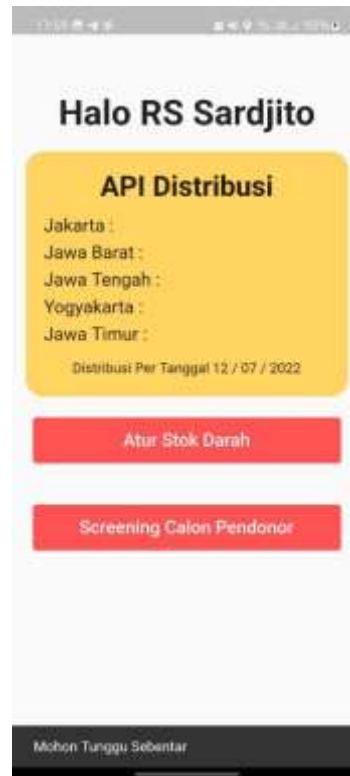 Halo RS Sardjito
API Distribusi
Jakarta :
Jawa Barat :
Jawa Tengah :
Yogyakarta :
Jawa Timur :
Distribusi Per Tanggal 12 / 07 / 2022
Atur Stok Darah
Screening Calon Pendonor
Mohon Tunggu Sebentar